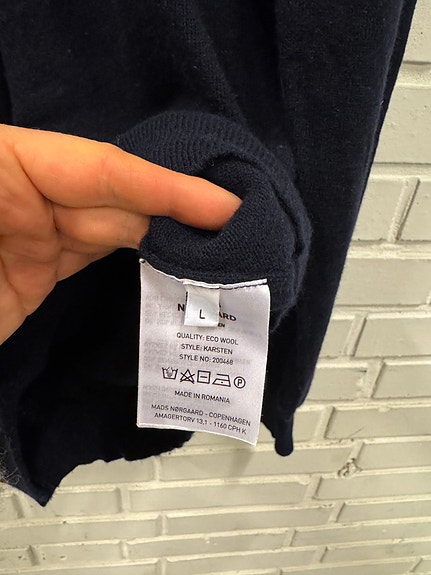 L
QUALITY: ECO WOOL
STYLE: KARSTEN
STYLE NO: 200468
P
MADE IN ROMANIA
MADS NØRGAARD - COPENHAGEN
AMAGERTORV 13,1 - 1160 CPH K